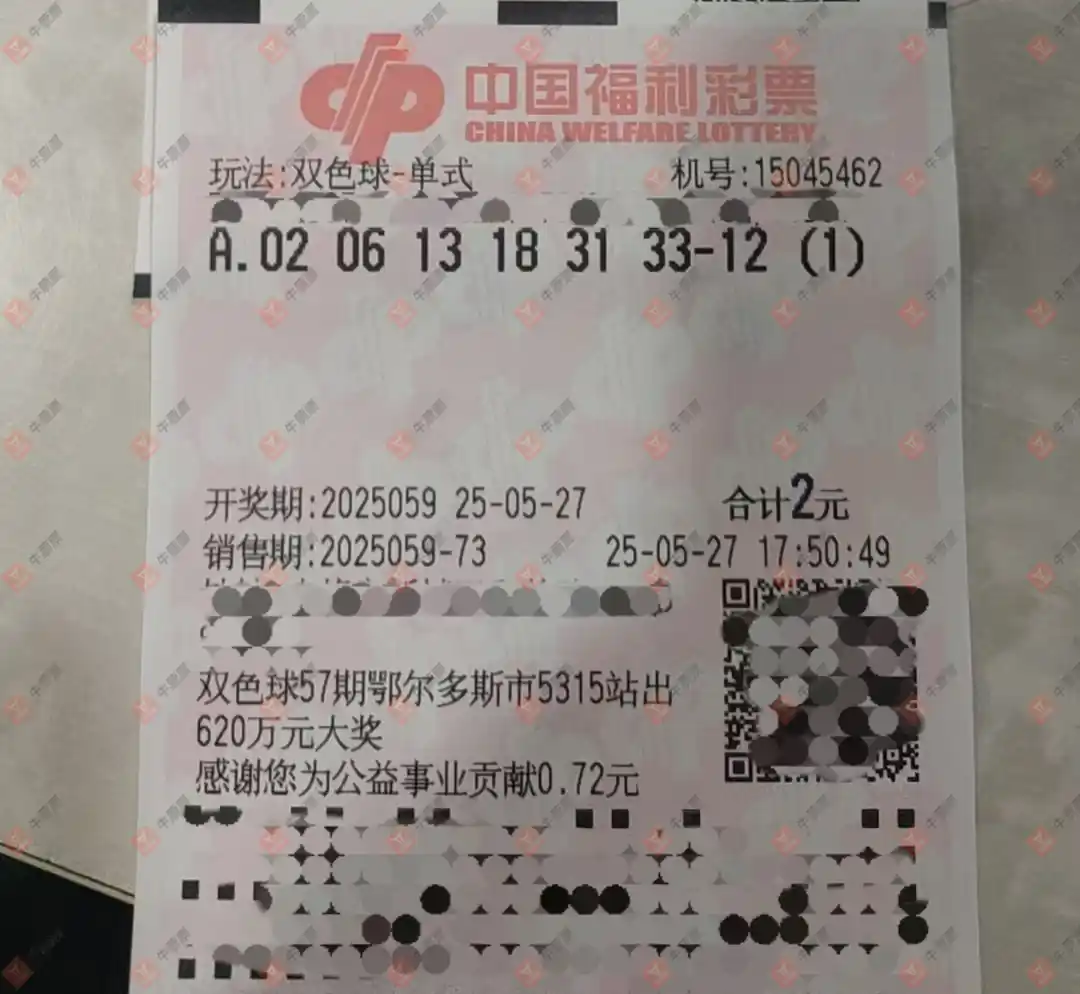 中国福利彩票
CHINA WELFARE LOTTERY
玩法:双色球-单式 机号:15045462
A.02 06 13 18 31 33-12 (1)
开奖期:2025059 25-05-27 合计2元
销售期:2025059-73 25-05-27 17:50:49
双色球57期鄂尔多斯市5315站出
620万元大奖
感谢您为公益事业贡献0.72元